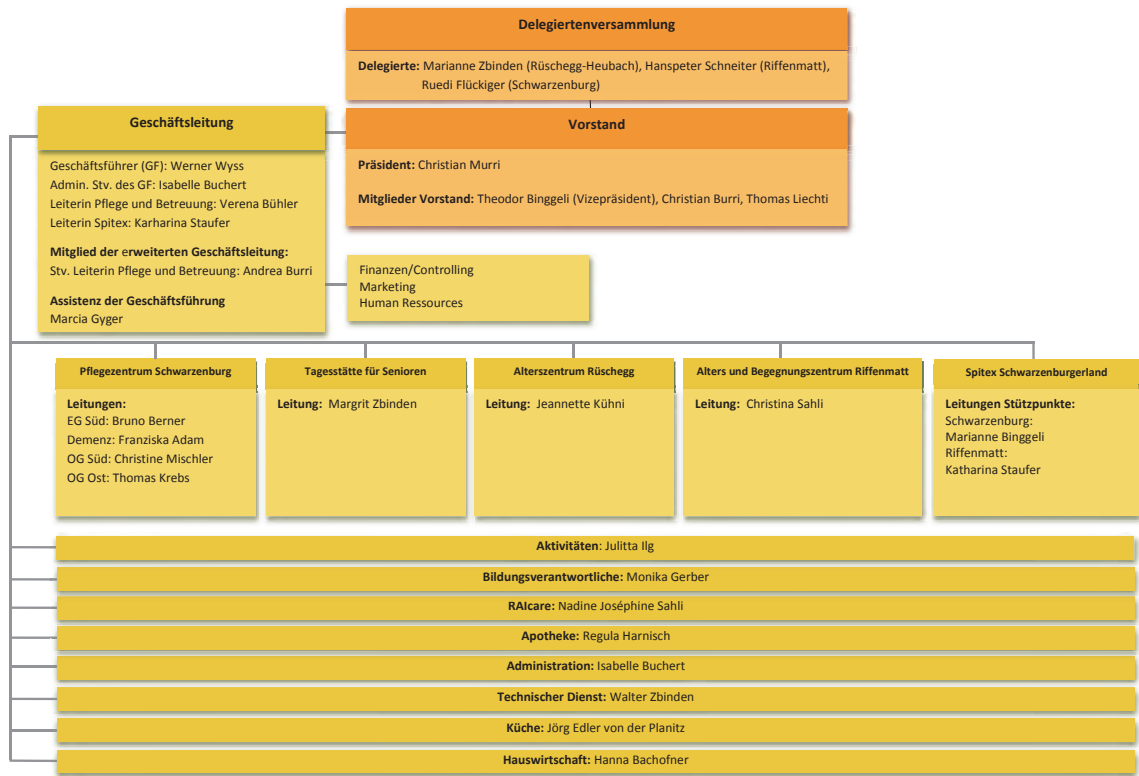 Delegiertenversammlung
Delegierte: Marianne Zbinden (Rüschegg-Heubach), Hanspeter Schneiter (Riffenmatt),
Ruedi Flückiger (Schwarzenburg)
Geschäftsleitung
Geschäftsführer (GF): Werner Wyss
Admin. Stv. des GF: Isabelle Buchert
Leiterin Pflege und Betreuung: Verena Bühler
Leiterin Spitex: Karharina Staufer
Mitglied der erweiterten Geschäftsleitung:
Stv. Leiterin Pflege und Betreuung: Andrea Burri
Assistenz der Geschäftsführung
Marcia Gyger
Vorstand
Präsident: Christian Murri
Mitglieder Vorstand: Theodor Binggeli (Vizepräsident), Christian Burri, Thomas Liechti
Finanzen/Controlling
Marketing
Human Ressources
Pflegezentrum Schwarzenburg
Leitungen:
EG Süd: Bruno Berner
Demenz: Franziska Adam
OG Süd: Christine Mischler
OG Ost: Thomas Krebs
Tagesstätte für Senioren
Leitung: Margrit Zbinden
Alterszentrum Rüschegg
Leitung: Jeannette Kühni
Alters und Begegnungszentrum Riffenmatt
Leitung: Christina Sahli
Spitex Schwarzenburgerland
Leitungen Stützpunkte:
Schwarzenburg:
Marianne Binggeli
Riffenmatt:
Katharina Staufer
Aktivitäten: Julitta Ilg
Bildungsverantwortliche: Monika Gerber
RAIcare: Nadine Joséphine Sahli
Apotheke: Regula Harnisch
Administration: Isabelle Buchert
Technischer Dienst: Walter Zbinden
Küche: Jörg Edler von der Planitz
Hauswirtschaft: Hanna Bachofner